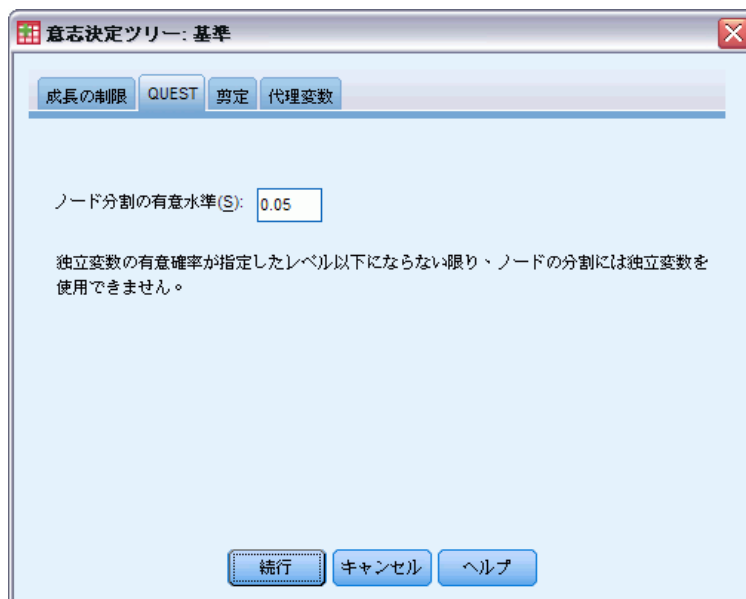 意志決定ツリー: 基準
成長の制限 QUEST 剪定 代理変数
ノード分割の有意水準(S): 0.05
独立変数の有意確率が指定したレベル以下にならない限り、ノードの分割には独立変数を
使用できません。
続行 キャンセル ヘルプ